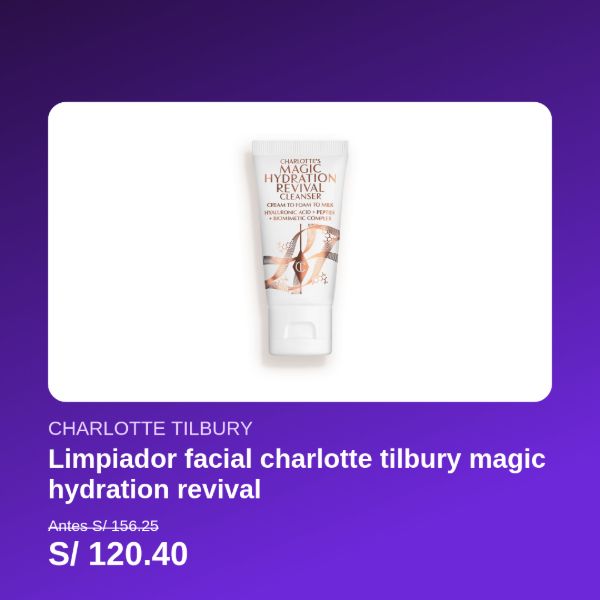 CHARLOTTE'S
MAGIC
HYDRATION
REVIVAL
CLEANSER
CREAM TO FOAM TO MILK
HYALURONIC ACID + PEPTIDE
+ BIOMIMETIC COMPLEX
CHARLOTTE TILBURY
Limpiador facial charlotte tilbury magic
hydration revival
Antes S/ 156.25
S/ 120.40